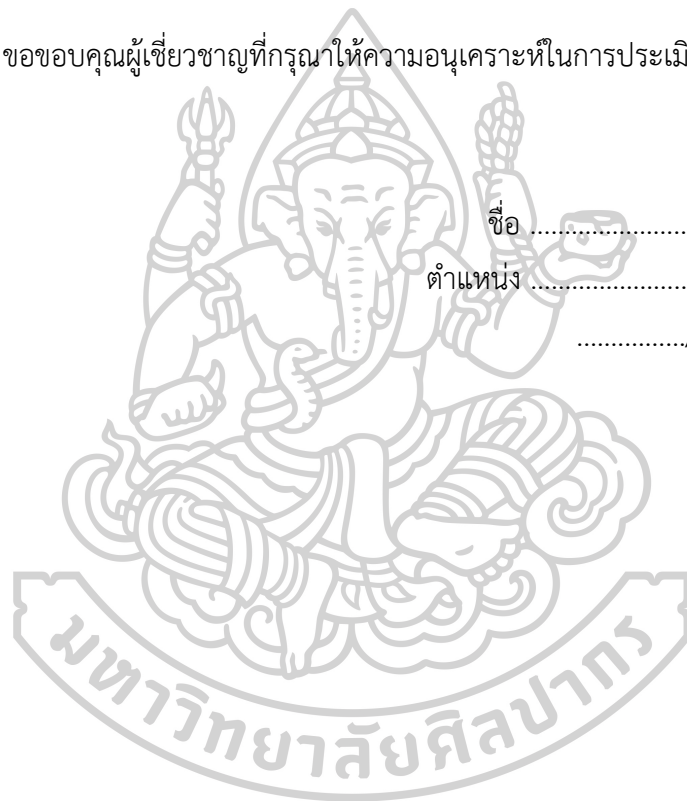 ขอขอบคุณผู้เชี่ยวชาญที่กรุณาให้ความอนุเคราะห์ในการประเมิ
ชื่อ .......................
ตำแหน่ง .......................
................/
มหาวิทยาลัยศิลปากร